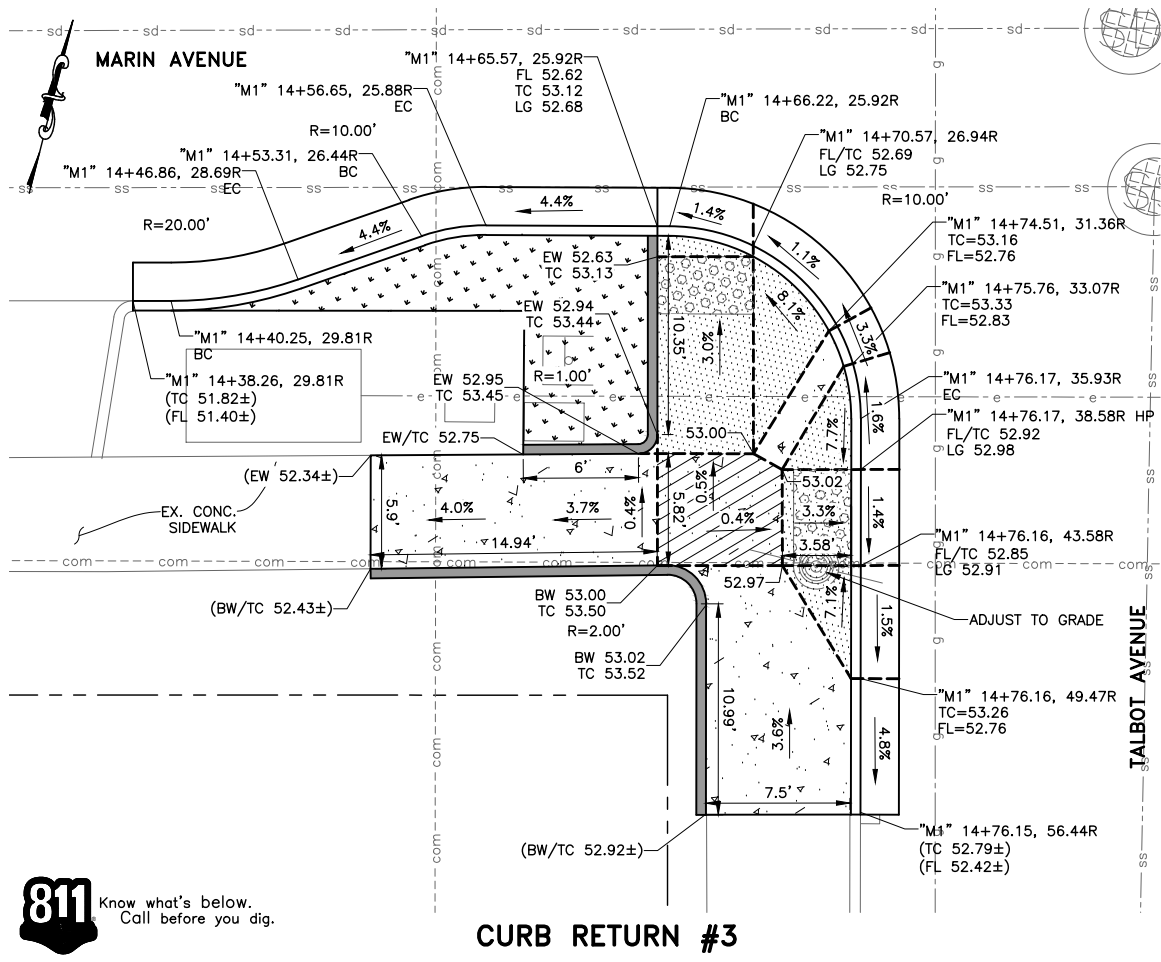 sd sd sd sd sd sd sd sd sd sd
MARIN AVENUE
"M1" 14+65.57, 25.92R
FL 52.62
TC 53.12
LG 52.68
"M1" 14+56.65, 25.88R
EC
"M1" 14+66.22, 25.92R
BC
R=10.00'
"M1" 14+53.31, 26.44R
BC
"M1" 14+70.57, 26.94R
FL/TC 52.69
LG 52.75
"M1" 14+46.86, 28.69R
EC
R=10.00'
R=20.00'
4.4%
4.4%
1.4%
1.1%
"M1" 14+74.51, 31.36R
TC=53.16
FL=52.76
EW 52.63
TC 53.13
8.1%
"M1" 14+75.76, 33.07R
TC=53.33
FL=52.83
EW 52.94
TC 53.44
10.35'
3.0%
3.3%
"M1" 14+40.25, 29.81R
BC
"M1" 14+38.26, 29.81R
(TC 51.82±)
(FL 51.40±)
R=1.00'
EW 52.95
TC 53.45
"M1" 14+76.17, 35.93R
EC
"M1" 14+76.17, 38.58R HP
FL/TC 52.92
LG 52.98
1.6%
7.7%
EW/TC 52.75
53.00
(EW 52.34±)
6'
53.02
5.9'
0.4%
5.82'
0.5%
EX. CONC.
SIDEWALK
4.0%
3.7%
0.4%
3.3%
1.4%
14.94'
3.58'
"M1" 14+76.16, 43.58R
FL/TC 52.85
LG 52.91
52.97
(BW/TC 52.43±)
BW 53.00
TC 53.50
R=2.00'
7.1%
1.5%
ADJUST TO GRADE
BW 53.02
TC 53.52
10.99'
3.6%
"M1" 14+76.16, 49.47R
TC=53.26
FL=52.76
TALBOT AVENUE
4.8%
7.5'
"M1" 14+76.15, 56.44R
(TC 52.79±)
(FL 52.42±)
(BW/TC 52.92±)
811
Know what's below.
Call before you dig.
CURB RETURN #3